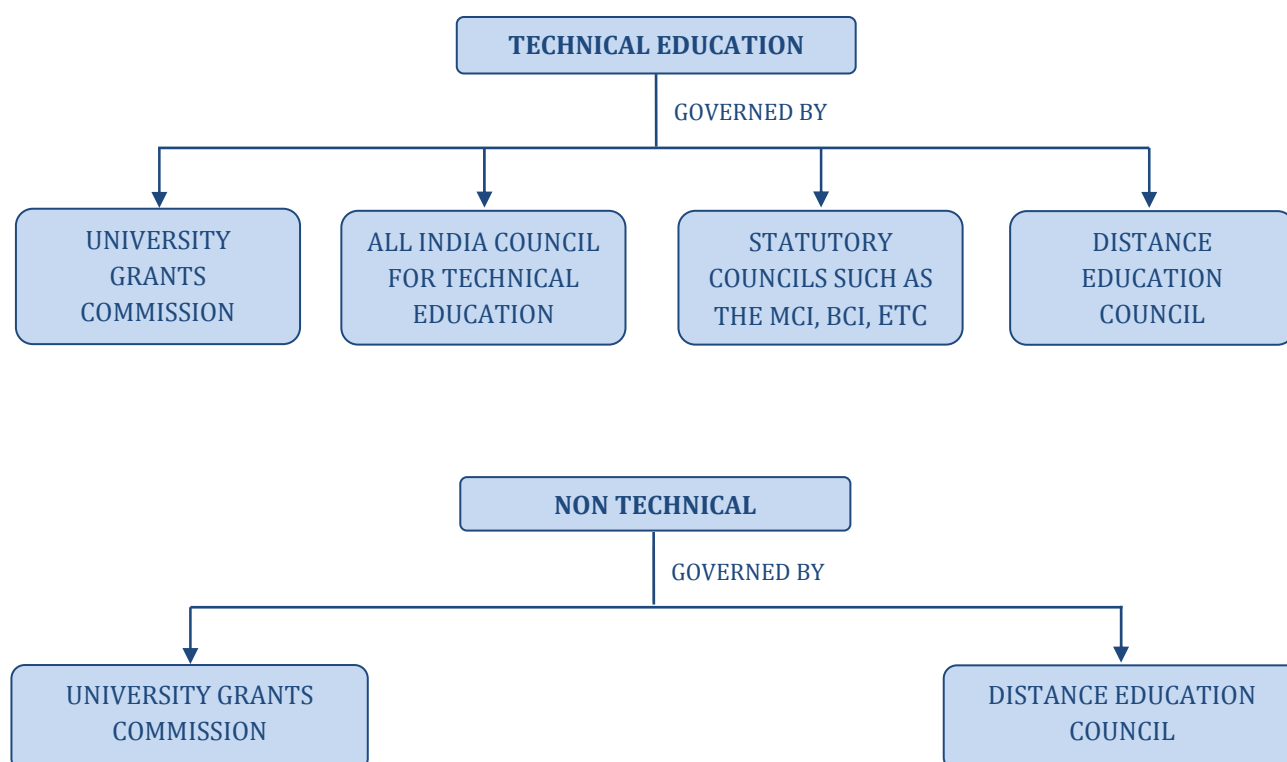 TECHNICAL EDUCATION
GOVERNED BY
UNIVERSITY
GRANTS
COMMISSION
ALL INDIA COUNCIL
FOR TECHNICAL
EDUCATION
STATUTORY
COUNCILS SUCH AS
THE MCI, BCI, ETC
DISTANCE
EDUCATION
COUNCIL
NON TECHNICAL
GOVERNED BY
UNIVERSITY GRANTS
COMMISSION
DISTANCE EDUCATION
COUNCIL